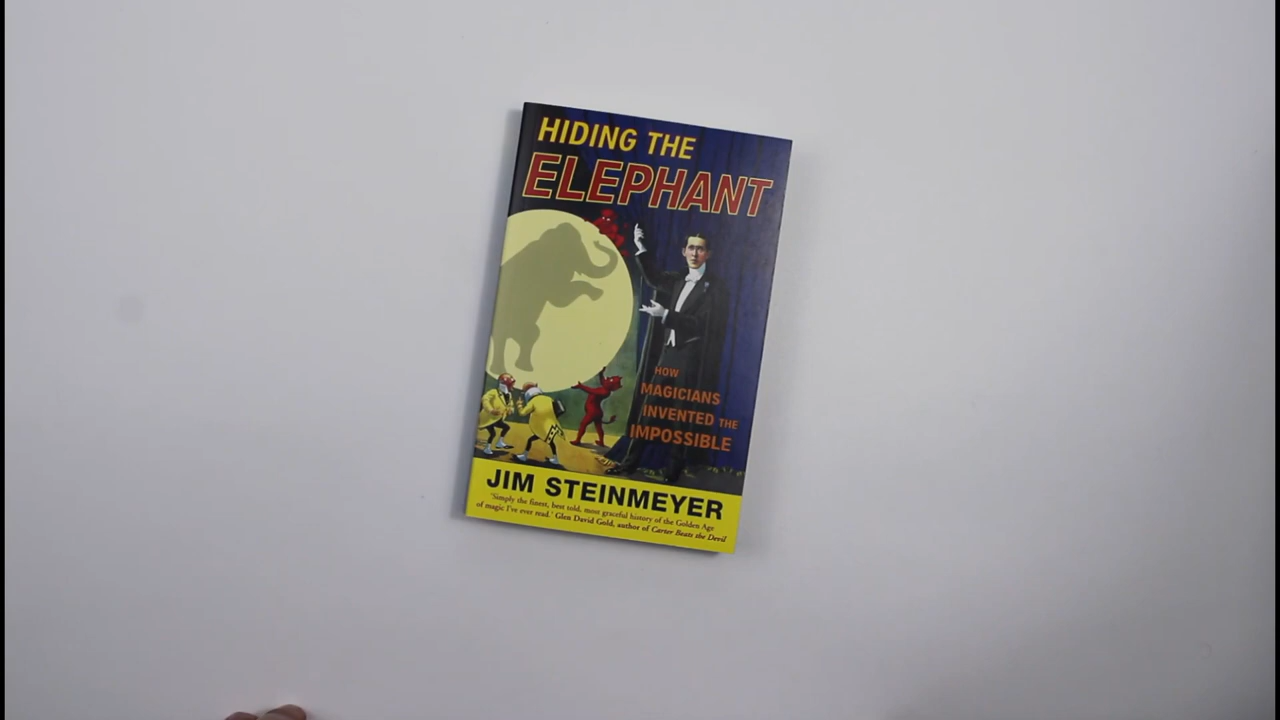 HIDING THE
ELEPHANT
HOW
MAGICIANS
INVENTED THE
IMPOSSIBLE
JIM STEINMEYER
'Simply the finest, best told, most graceful history of the Golden Age
of magic I've ever read.' Glen David Gold, author of Carter Beats the Devil